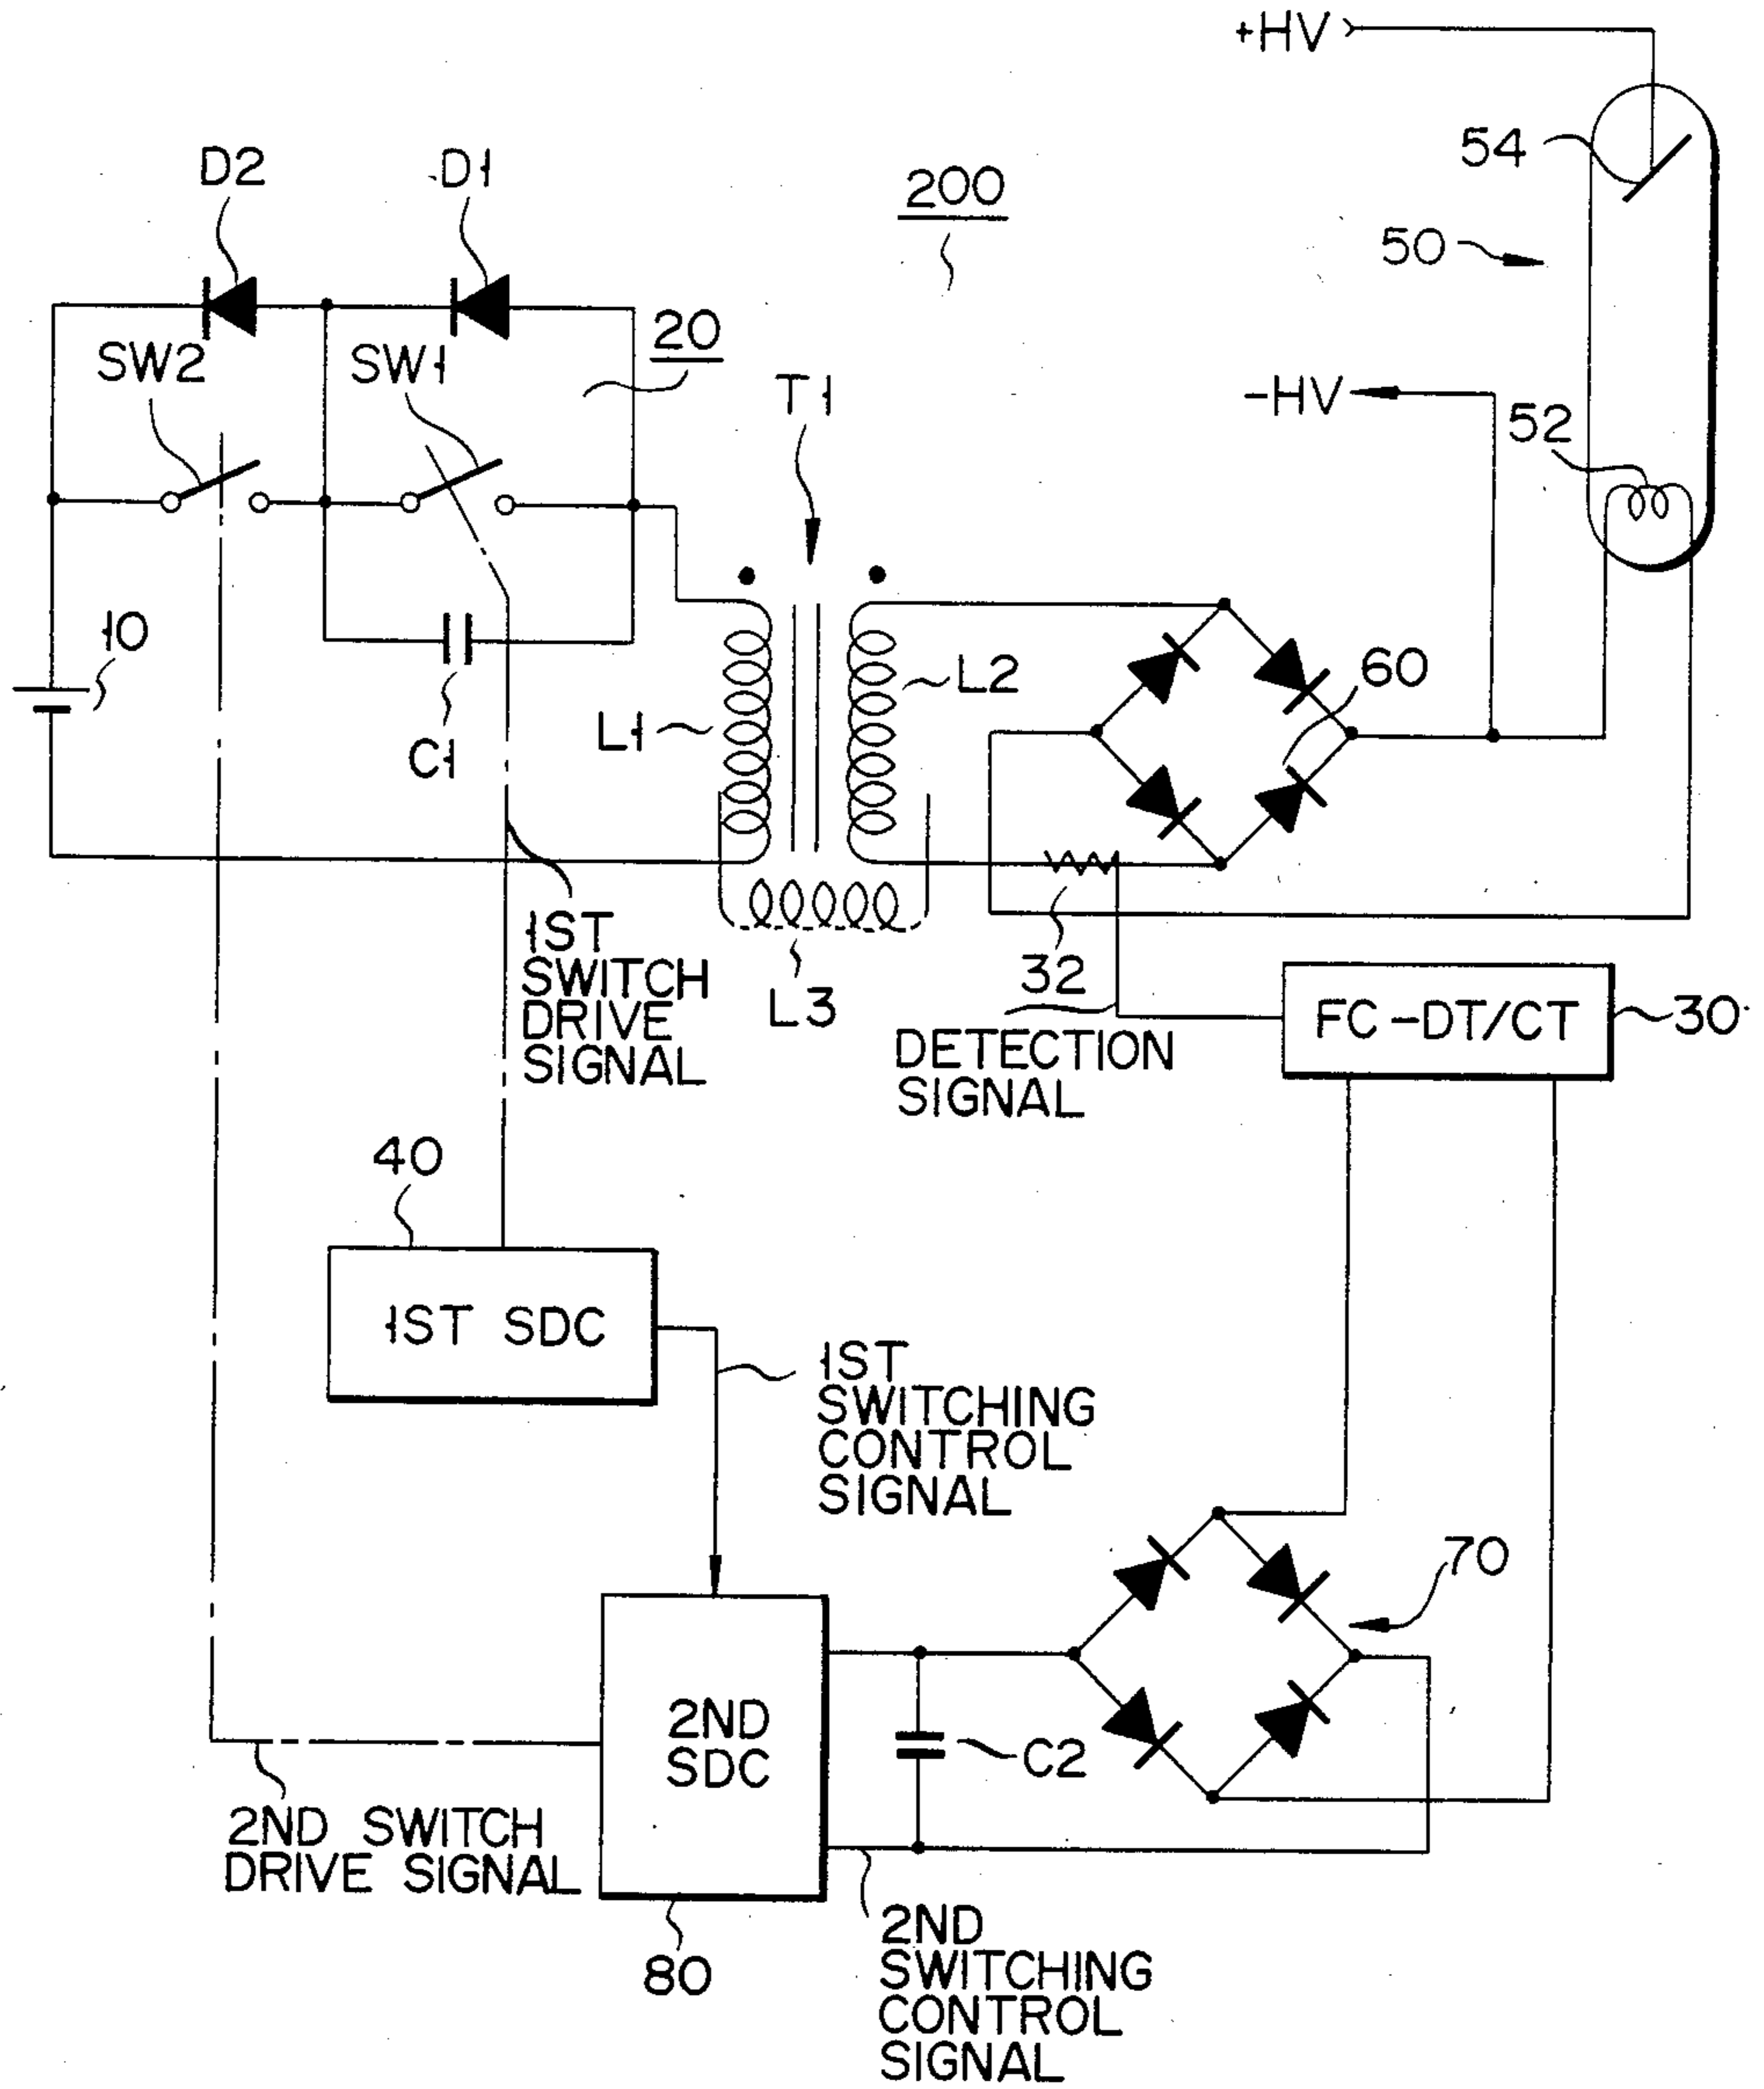 +HV
54
D2
D1
200
50
20
SW2
SW1
T1
-HV
52
10
60
L2
L1
C1
1ST
SWITCH
DRIVE
SIGNAL
L3
32
DETECTION
SIGNAL
FC-DT/CT
30
40
1ST SDC
1ST
SWITCHING
CONTROL
SIGNAL
70
2ND
SDC
C2
2ND SWITCH
DRIVE SIGNAL
80
2ND
SWITCHING
CONTROL
SIGNAL